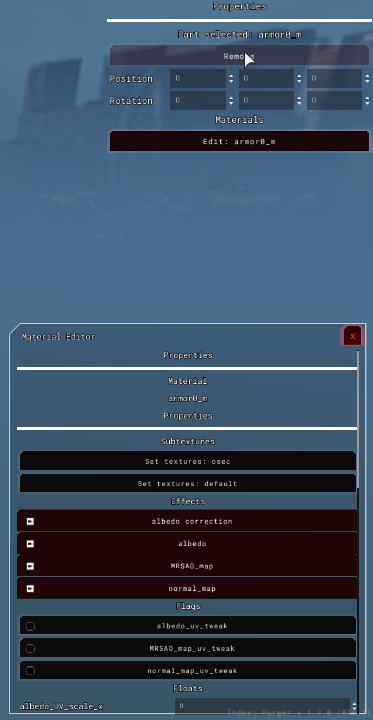 Properties
Part selected: armor0_m
Remove
Position 0 0 0
Rotation 0 0 0
Materials
Edit: armor0_m
Material Editor X
Properties
Material
armor0_m
Properties
Subtextures
Set textures: osec
Set textures: default
Effects
albedo correction
albedo
MRSAO_map
normal_map
Flags
albedo_uv_tweak
MRSAO_map_uv_tweak
normal_map_uv_tweak
Floats
albedo_UV_scale_x 0